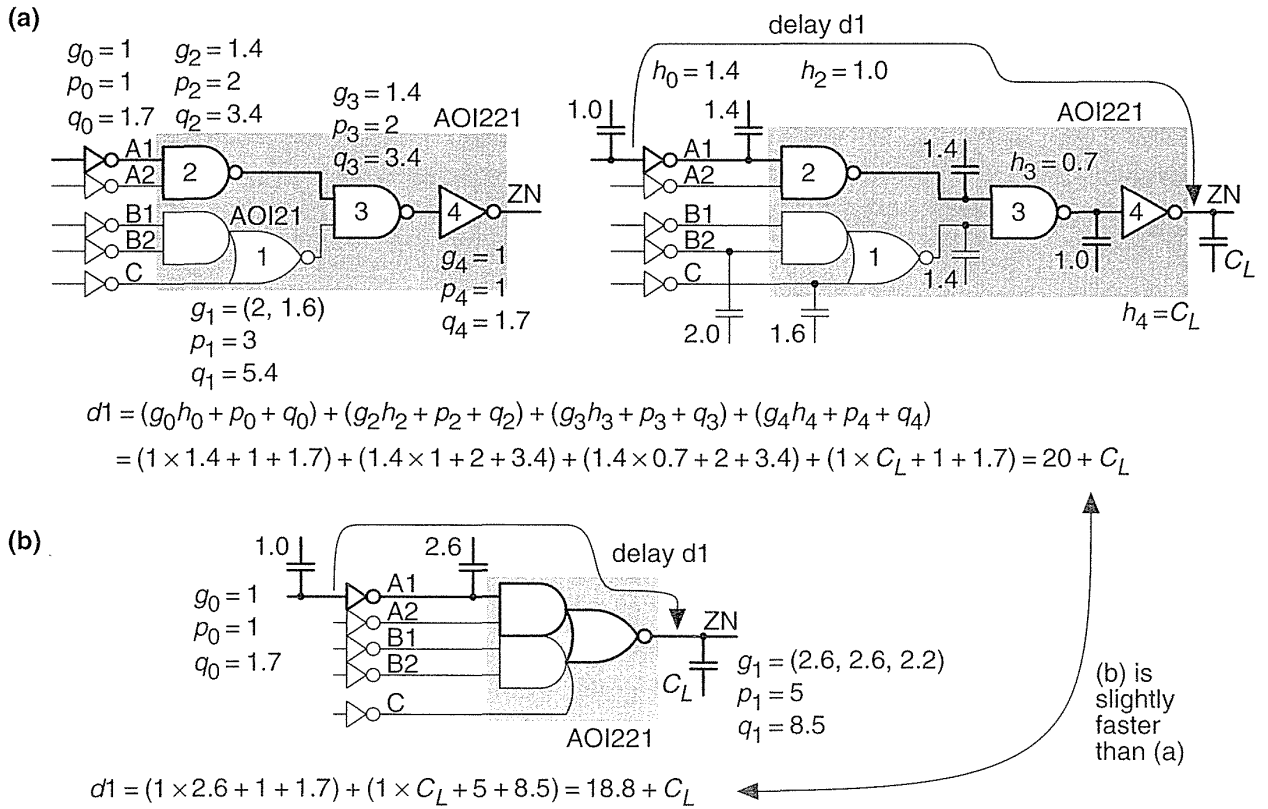 (a)
g0 = 1
p0 = 1
q0 = 1.7
g2 = 1.4
p2 = 2
q2 = 3.4
g3 = 1.4
p3 = 2
q3 = 3.4
AOI221
A1
A2
B1
B2
C
2
AOI21
1
3
4
ZN
g4 = 1
p4 = 1
q4 = 1.7
g1 = (2, 1.6)
p1 = 3
q1 = 5.4
delay d1
h0 = 1.4
h2 = 1.0
1.0
1.4
AOI221
A1
A2
B1
B2
C
2
1.4
h3 = 0.7
3
4
ZN
1
1.4
1.0
CL
2.0
1.6
h4 = CL
d1 = (g0h0 + p0 + q0) + (g2h2 + p2 + q2) + (g3h3 + p3 + q3) + (g4h4 + p4 + q4)
= (1 × 1.4 + 1 + 1.7) + (1.4 × 1 + 2 + 3.4) + (1.4 × 0.7 + 2 + 3.4) + (1 × CL + 1 + 1.7) = 20 + CL
(b)
1.0
2.6
delay d1
g0 = 1
p0 = 1
q0 = 1.7
A1
A2
B1
B2
C
ZN
CL
AOI221
g1 = (2.6, 2.6, 2.2)
p1 = 5
q1 = 8.5
(b) is
slightly
faster
than (a)
d1 = (1 × 2.6 + 1 + 1.7) + (1 × CL + 5 + 8.5) = 18.8 + CL